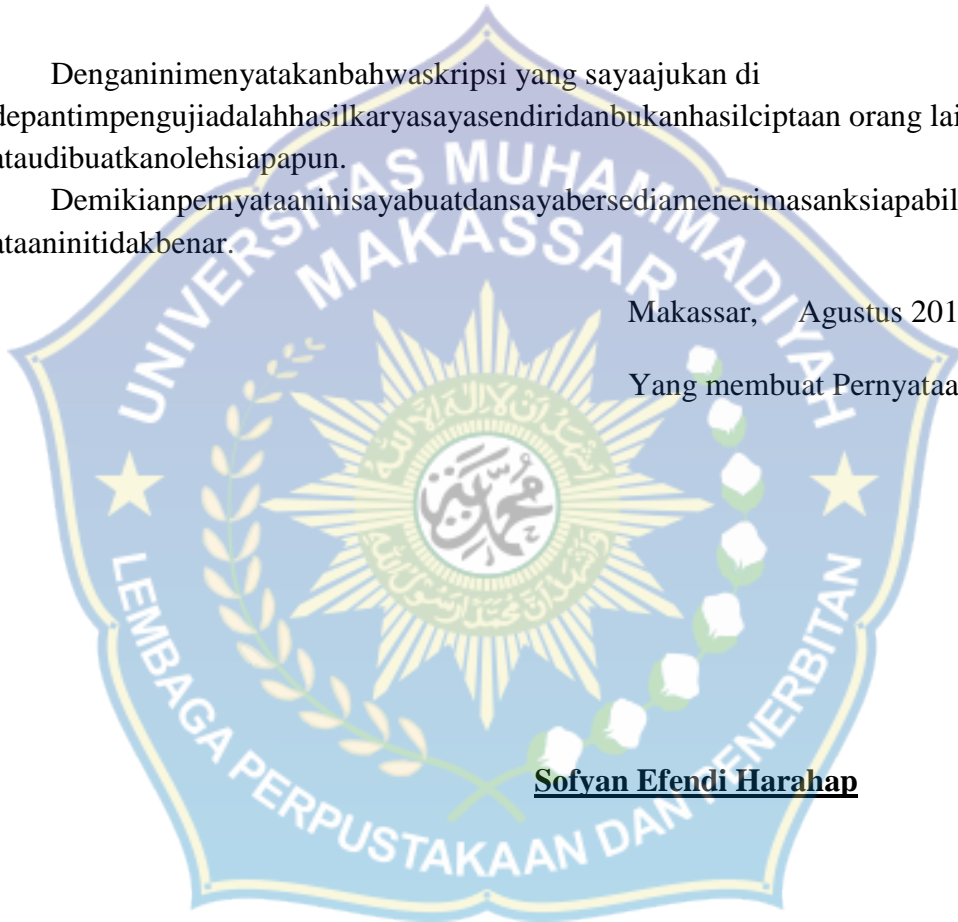 Denganinimenyatakanbahwaskripsi yang sayaajukan di
depantimpengujiadalahhasilkaryasayasendiridanbukanhasilciptaan orang lai
ataudibuatkanolehsiapapun.
Demikianpernyataaninisayabuatdansayabersediamenerimasanksiapabil
ataaninitidakbenar.
Makassar, Agustus 201
Yang membuat Pernyataa
Sofyan Efendi Harahap
UNIVERSITAS MUHAMMADIYAH
MAKASSAR
محمد
LEMBAGA PERPUSTAKAAN DAN PENERBITAN